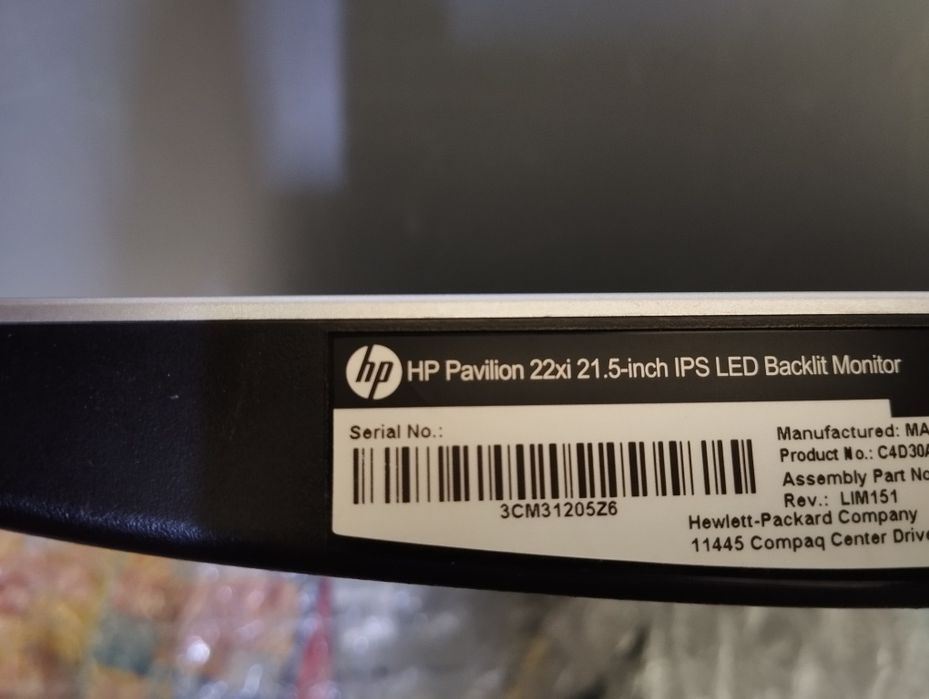 hp HP Pavilion 22xi 21.5-inch IPS LED Backlit Monitor
Serial No.:
3CM31205Z6
Manufactured: MA
Product No.: C4D30A
Assembly Part No
Rev.: LIM151
Hewlett-Packard Company
11445 Compaq Center Drive